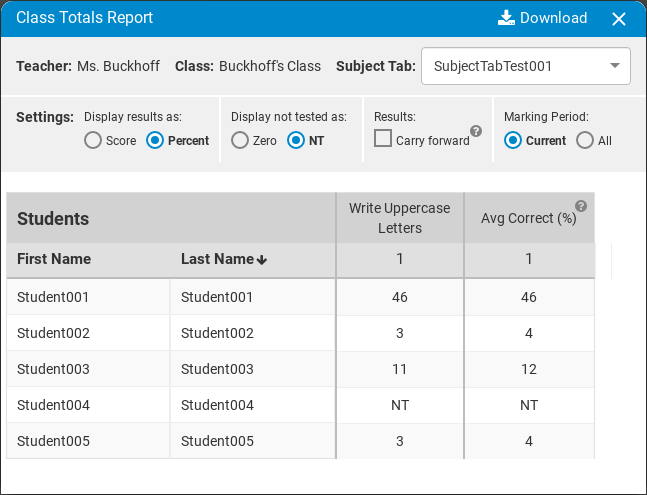 Class Totals Report Download
Teacher: Ms. Buckhoff Class: Buckhoff's Class Subject Tab: SubjectTabTest001
Settings: Display results as: Display not tested as: Results: Marking Period:
Score Percent Zero NT Carry forward ? Current All
Students Write Uppercase Letters Avg Correct (%) ?
First Name Last Name 1 1
Student001 Student001 46 46
Student002 Student002 3 4
Student003 Student003 11 12
Student004 Student004 NT NT
Student005 Student005 3 4